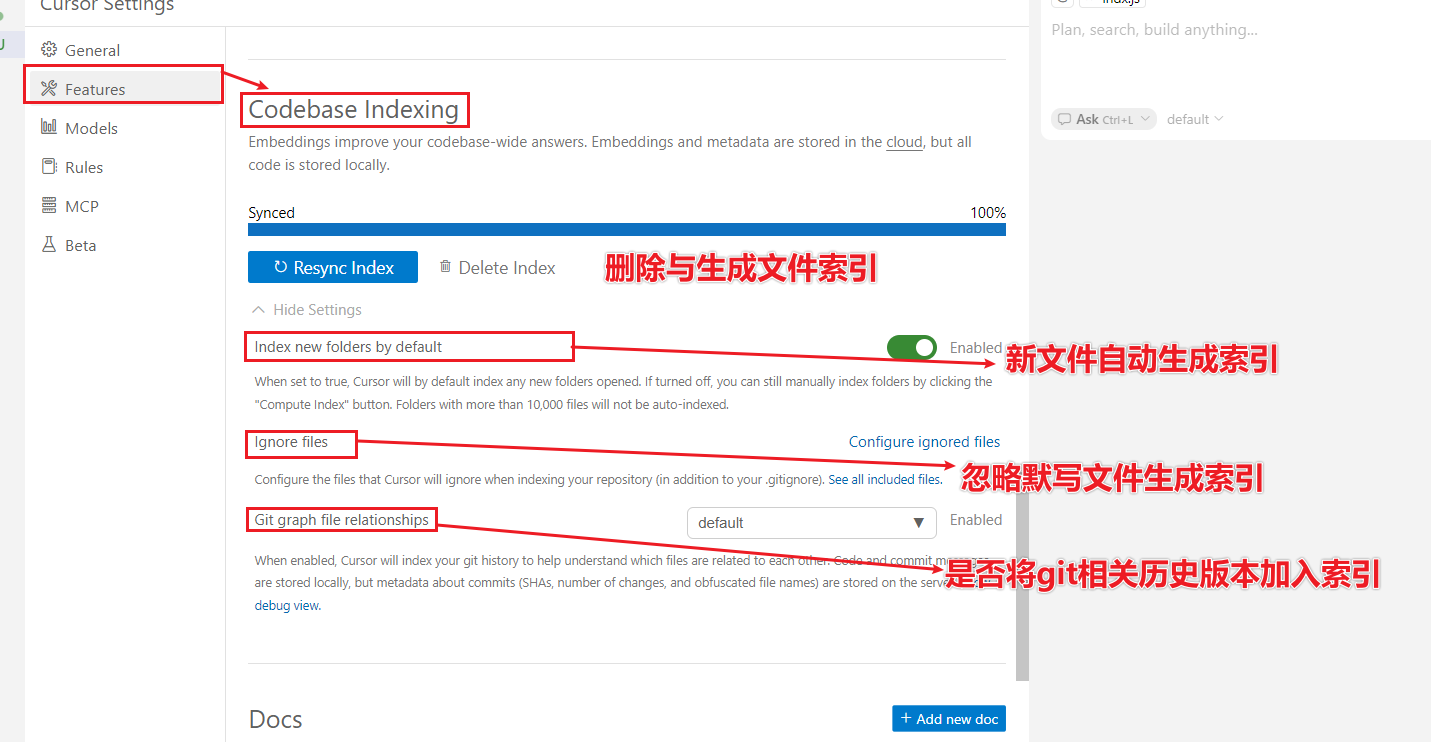 Cursor Settings
General
Features
Models
Rules
MCP
Beta
Codebase Indexing
Embeddings improve your codebase-wide answers. Embeddings and metadata are stored in the cloud, but all
code is stored locally.
Synced 100%
Resync Index Delete Index 删除与生成文件索引
Hide Settings
Index new folders by default Enabled 新文件自动生成索引
When set to true, Cursor will by default index any new folders opened. If turned off, you can still manually index folders by clicking the
"Compute Index" button. Folders with more than 10,000 files will not be auto-indexed.
Ignore files Configure ignored files
Configure the files that Cursor will ignore when indexing your repository (in addition to your .gitignore). See all included files. 忽略默写文件生成索引
Git graph file relationships default Enabled
When enabled, Cursor will index your git history to help understand which files are related to each other. Code and commit messages
are stored locally, but metadata about commits (SHAs, number of changes, and obfuscated file names) are stored on the 是否将git相关历史版本加入索引
debug view.
Docs + Add new doc
Plan, search, build anything...
Ask Ctrl+L default